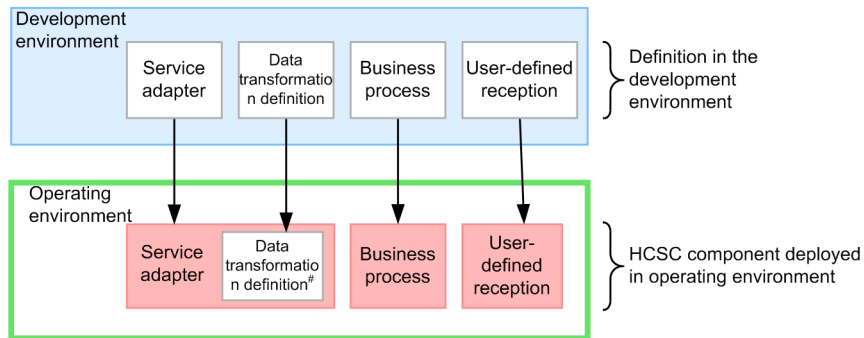 Development
environment
Service
adapter
Data
transformatio
n definition
Business
process
User-defined
reception
Definition in the
development
environment
Operating
environment
Service
adapter
Data
transformatio
n definition#
Business
process
User-
defined
reception
HCSC component deployed
in operating environment